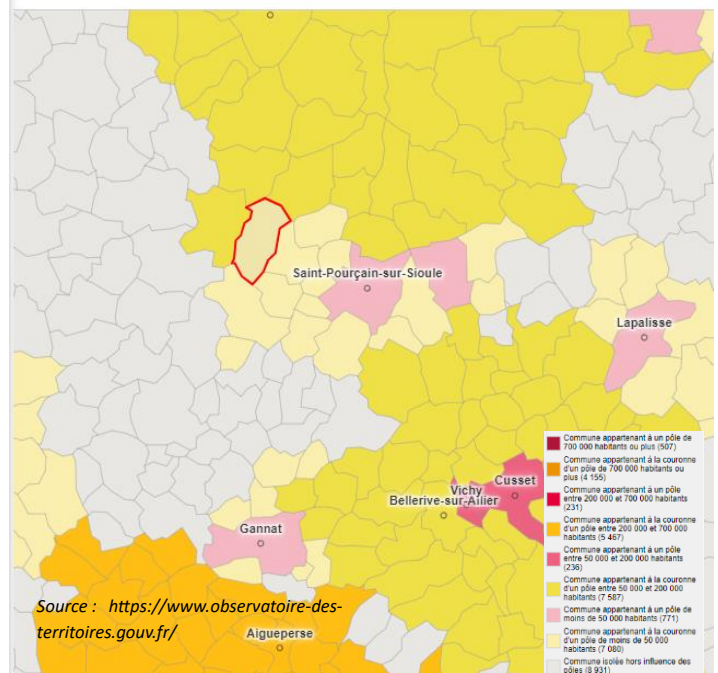 Saint-Pourçain-sur-Sioule
Lapalisse
Cusset
Vichy
Bellerive-sur-Allier
Gannat
Aigueperse
Source : https://www.observatoire-des-
territoires.gouv.fr/
Commune appartenant à un pôle de
700 000 habitants ou plus (507)
Commune appartenant à la couronne
d'un pôle de 700 000 habitants ou
plus (4 155)
Commune appartenant à un pôle
entre 200 000 et 700 000 habitants
(231)
Commune appartenant à la couronne
d'un pôle entre 200 000 et 700 000
habitants (5 467)
Commune appartenant à un pôle
entre 50 000 et 200 000 habitants
(236)
Commune appartenant à la couronne
d'un pôle entre 50 000 et 200 000
habitants (7 587)
Commune appartenant à un pôle de
moins de 50 000 habitants (771)
Commune appartenant à la couronne
d'un pôle de moins de 50 000
habitants (7 080)
Commune isolée hors influence des
pôles (8 931)